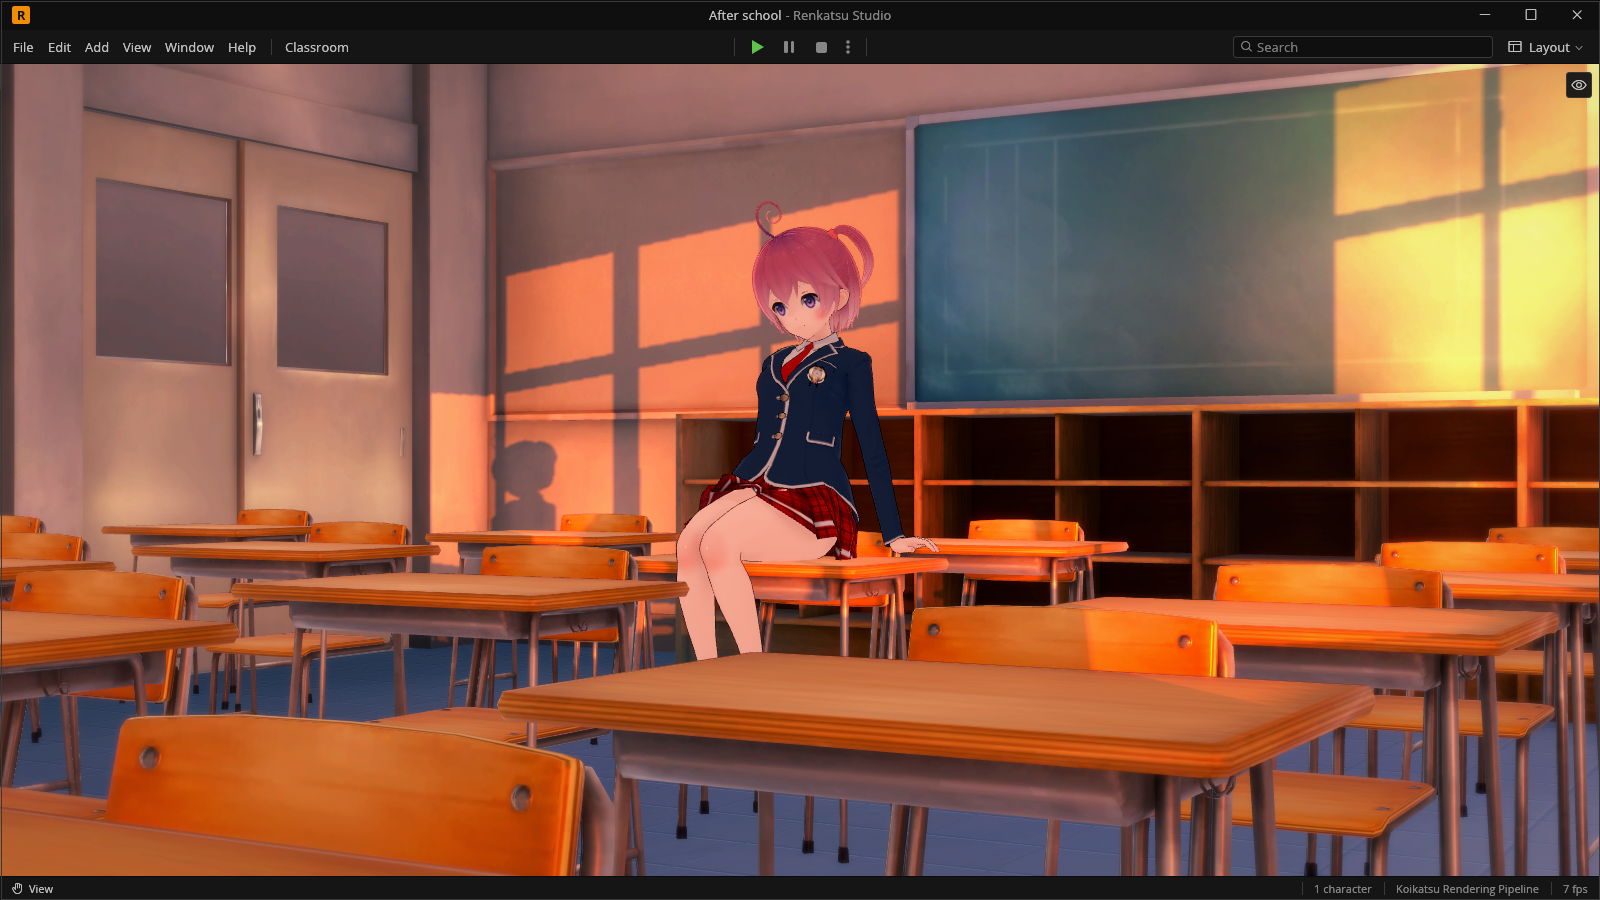 R
After school - Renkatsu Studio
File Edit Add View Window Help Classroom
Search
Layout
View
1 character
Koikatsu Rendering Pipeline
7 fps